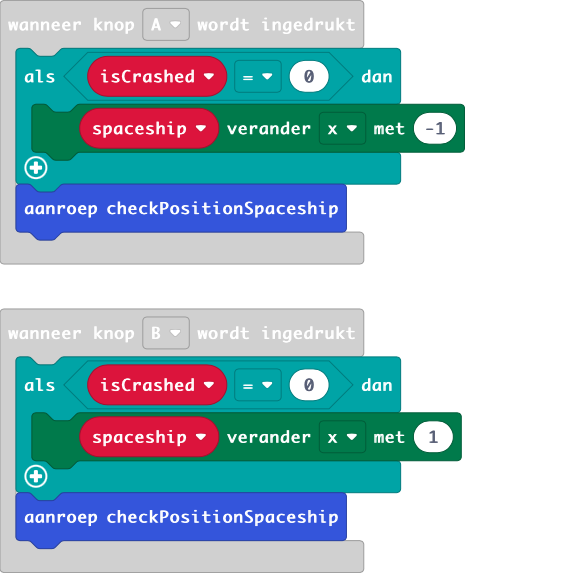 wanneer knop A wordt ingedrukt
als isCrashed = 0 dan
spaceship verander x met -1
aanroep checkPositionSpaceship
wanneer knop B wordt ingedrukt
als isCrashed = 0 dan
spaceship verander x met 1
aanroep checkPositionSpaceship